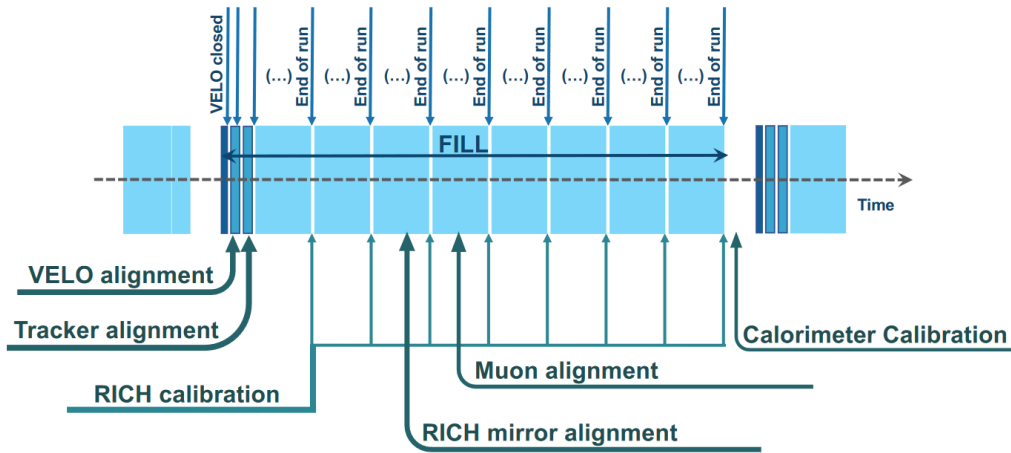 VELO closed
(...) End of run
(...) End of run
(...) End of run
(...) End of run
(...) End of run
(...) End of run
(...) End of run
(...) End of run
FILL
Time
VELO alignment
Tracker alignment
Calorimeter Calibration
RICH calibration
Muon alignment
RICH mirror alignment